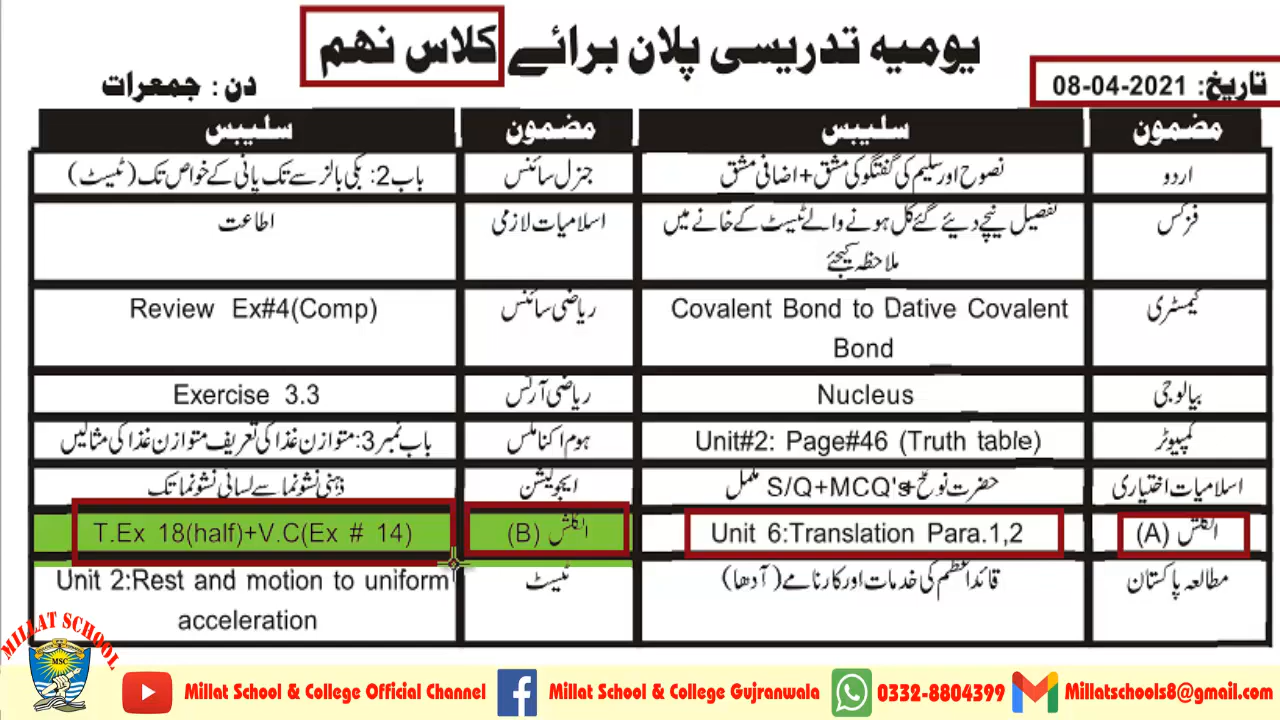 یومیہ تدریسی پلان برائے کلاس نہم
تاریخ: 08-04-2021
دن : جمعرات
مضمون سلیبس مضمون سلیبس
اردو نصوح اور سلیم کی گفتگو کی مشق + اضافی مشق جنرل سائنس باب 2: بکی بالز سے تک پانی کے خواص تک (ٹیسٹ)
فزکس تفصیل نیچے دیئے گئے کل ہونے والے ٹیسٹ کے خانے میں اسلامیات لازمی اطاعت
ملاحظہ کیجئے
کیمسٹری Covalent Bond to Dative Covalent ریاضی سائنس Review Ex#4(Comp)
Bond
بیالوجی Nucleus ریاضی آرٹس Exercise 3.3
کمپیوٹر Unit#2: Page#46 (Truth table) ہوم اکنامکس باب نمبر 3: متوازن غذا کی تعریف متوازن غذا کی مثالیں
اسلامیات اختیاری حضرت نوح S/Q+MCQ's+ مکمل ایجوکیشن ذہنی نشونما سے لسانی نشونما تک
انگلش (A) Unit 6:Translation Para.1,2 انگلش (B) T.Ex 18(half)+V.C(Ex # 14)
مطالعہ پاکستان قائد اعظم کی خدمات اور کارنامے (آدھا) ٹیسٹ Unit 2:Rest and motion to uniform
acceleration
MILLAT SCHOOL
MSC
Millat School & College Official Channel
Millat School & College Gujranwala
0332-8804399
Millatschools8@gmail.com